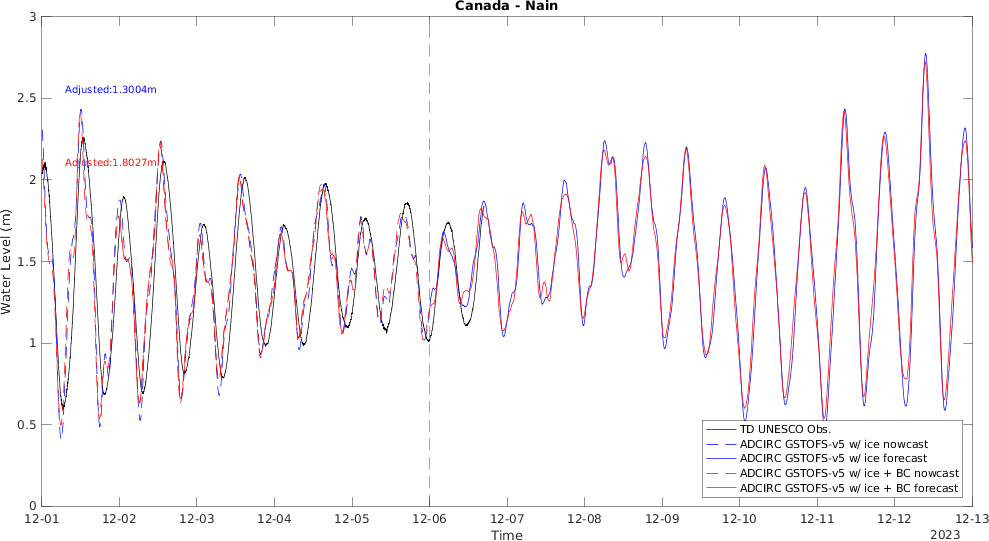 Canada - Nain
Water Level (m)
3
2.5
2
1.5
1
0.5
0
Adjusted:1.3004m
Adjusted:1.8027m
TD UNESCO Obs.
ADCIRC GSTOFS-v5 w/ ice nowcast
ADCIRC GSTOFS-v5 w/ ice forecast
ADCIRC GSTOFS-v5 w/ ice + BC nowcast
ADCIRC GSTOFS-v5 w/ ice + BC forecast
12-01 12-02 12-03 12-04 12-05 12-06 12-07 12-08 12-09 12-10 12-11 12-12 12-13
Time
2023